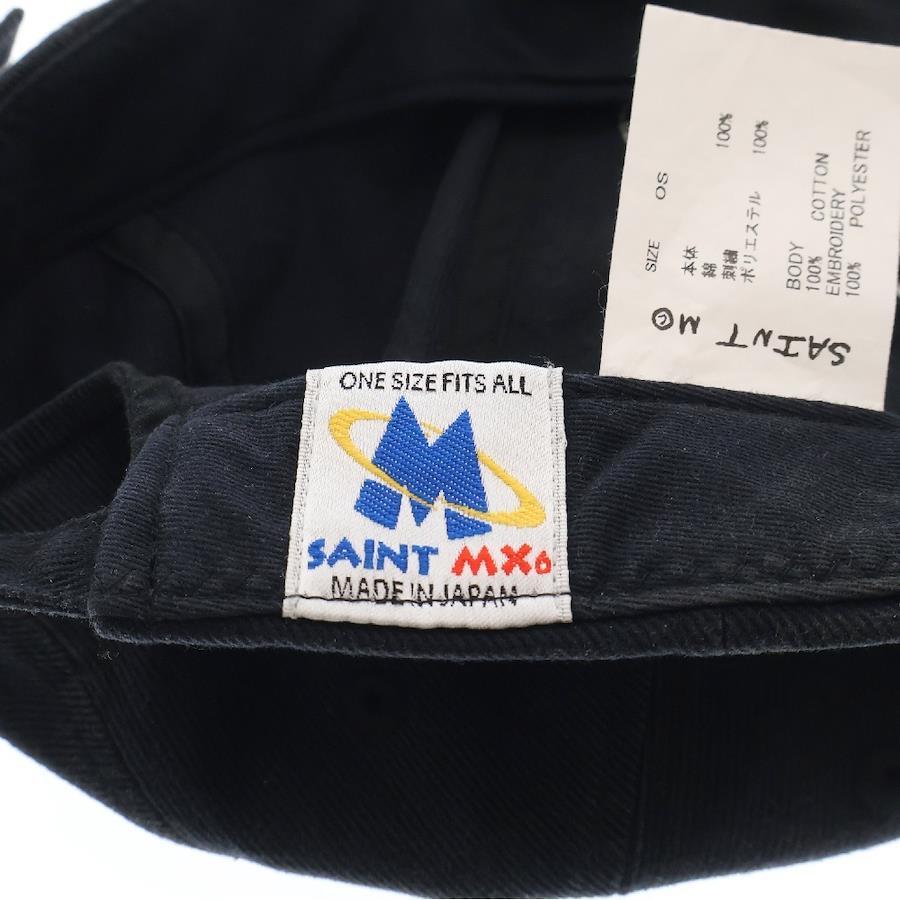 ONE SIZE FITS ALL
SAINT MX6
MADE IN JAPAN
SIZE OS
本体
綿 100%
刺繍
ポリエステル 100%
BODY
100% COTTON
EMBROIDERY
100% POLYESTER
SAINT M